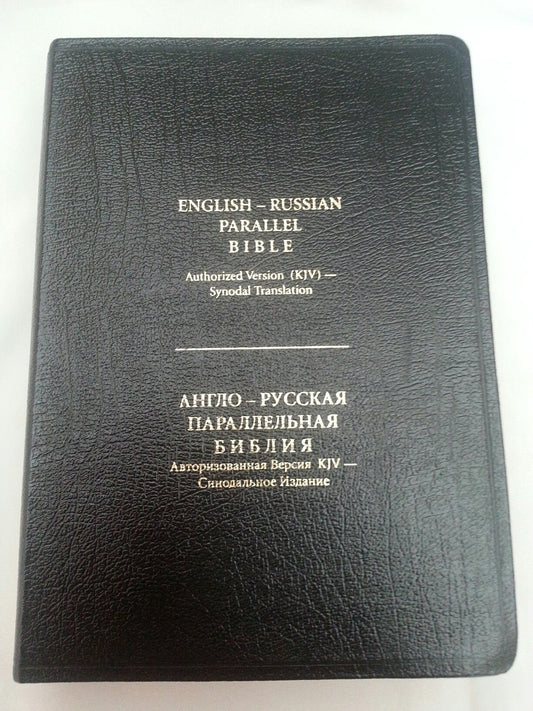 ENGLISH – RUSSIAN
PARALLEL
BIBLE
Authorized Version (KJV) —
Synodal Translation
АНГЛО – РУССКАЯ
ПАРАЛЛЕЛЬНАЯ
БИБЛИЯ
Авторизованная Версия KJV —
Синодальное Издание